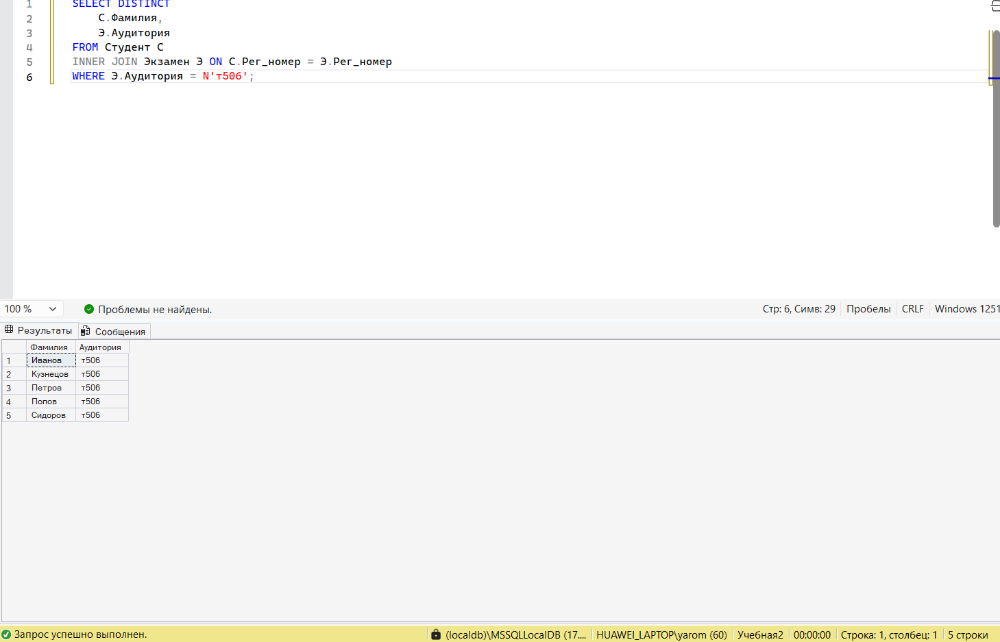 1 SELECT DISTINCT
2 С.Фамилия,
3 Э.Аудитория
4 FROM Студент С
5 INNER JOIN Экзамен Э ON С.Рег_номер = Э.Рег_номер
6 WHERE Э.Аудитория = N'т506';
100 % Проблемы не найдены. Стр: 6, Симв: 29 Пробелы CRLF Windows 1251
Результаты Сообщения
Фамилия Аудитория
1 Иванов т506
2 Кузнецов т506
3 Петров т506
4 Попов т506
5 Сидоров т506
Запрос успешно выполнен. (localdb)\MSSQLLocalDB (17.... HUAWEI_LAPTOP\yarom (60) Учебная2 00:00:00 Строка: 1, столбец: 1 5 строки